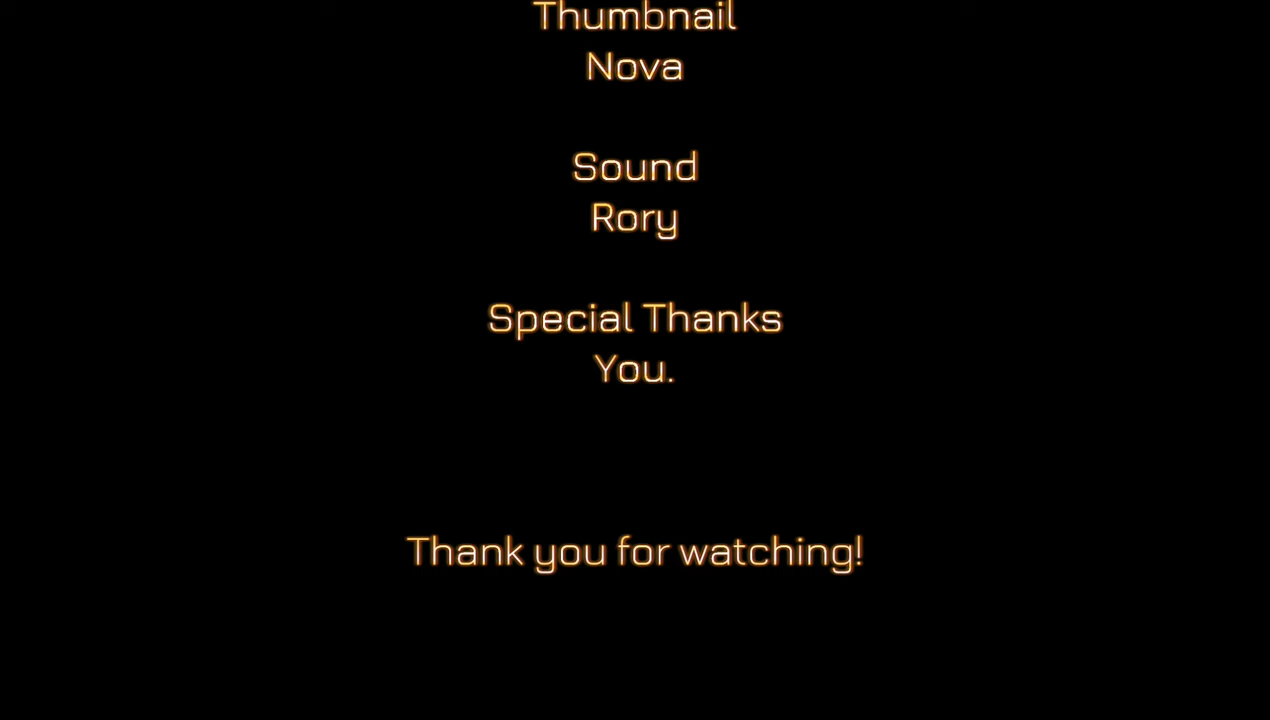 Thumbnail
Nova
Sound
Rory
Special Thanks
You.
Thank you for watching!